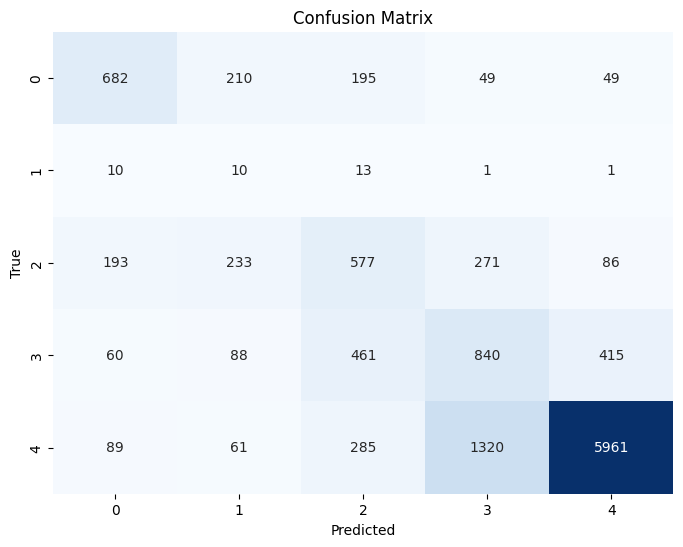 Confusion Matrix
0 682 210 195 49 49
1 10 10 13 1 1
2 193 233 577 271 86
3 60 88 461 840 415
4 89 61 285 1320 5961
0 1 2 3 4
True
Predicted